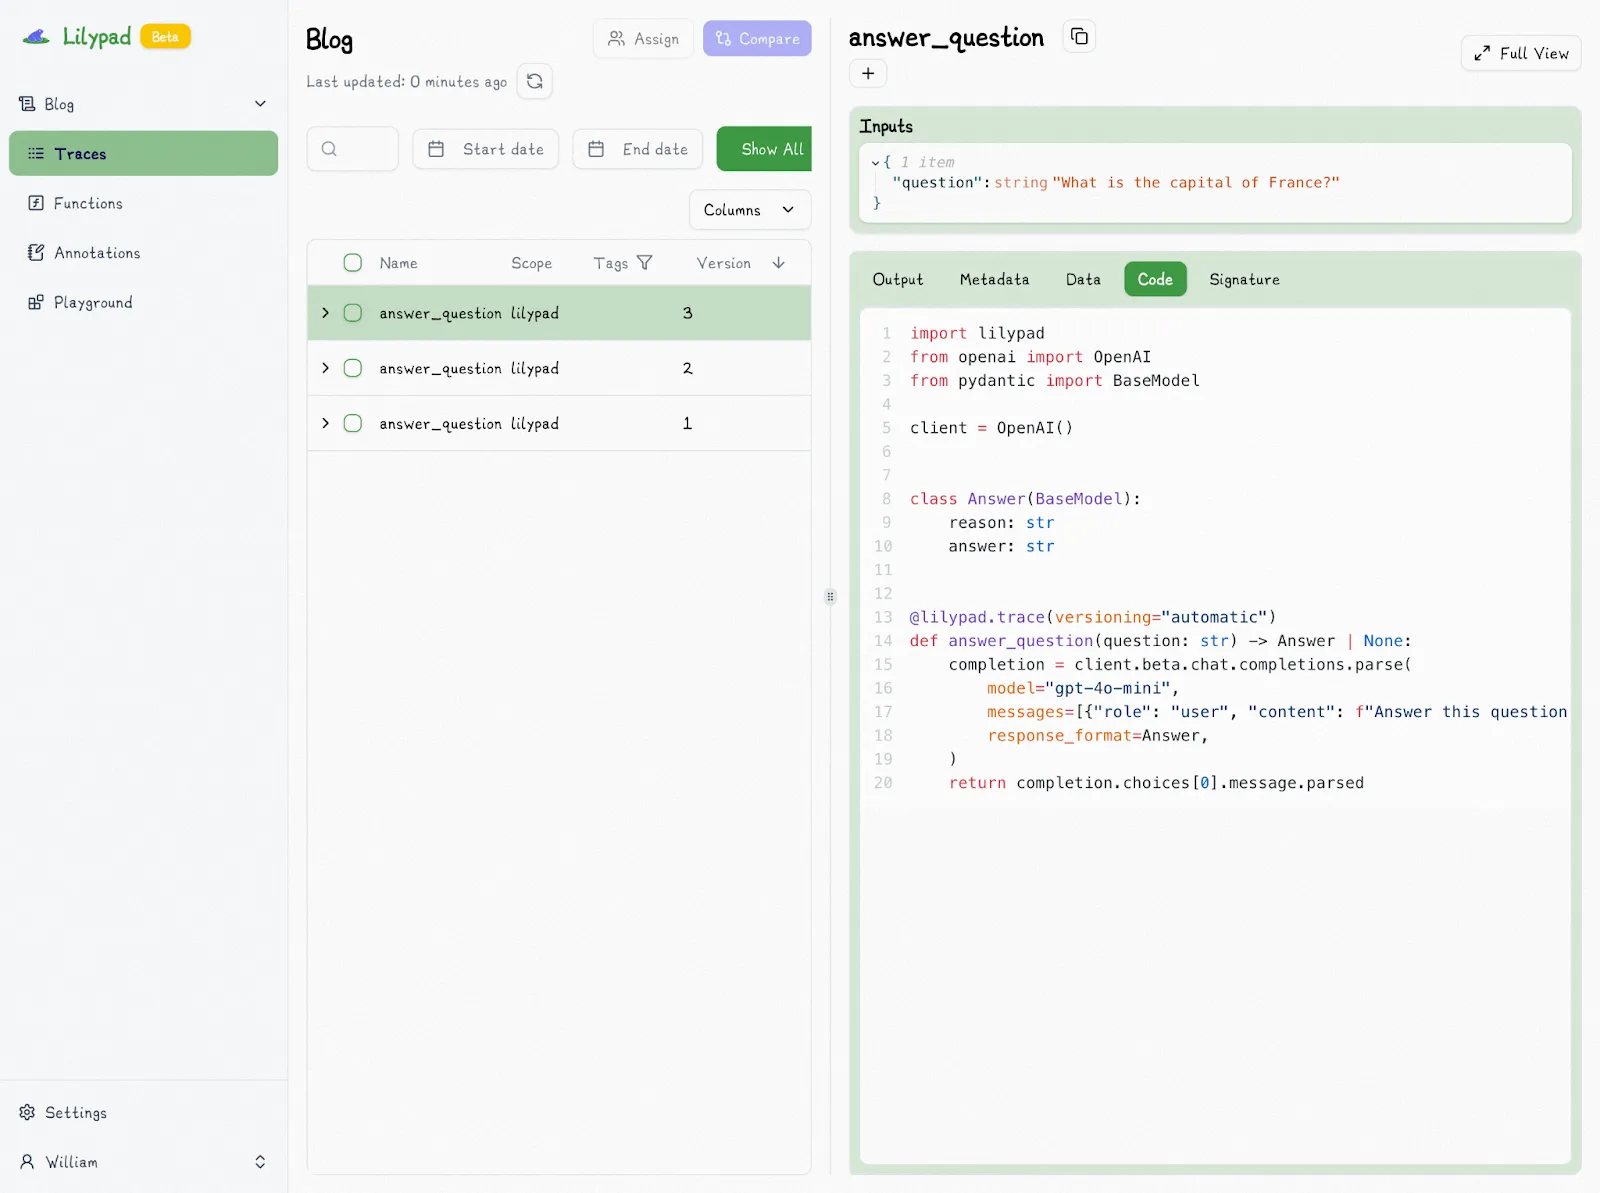 Lilypad Beta
Blog
Traces
Functions
Annotations
Playground
Settings
William
Blog
Assign
Compare
Last updated: 0 minutes ago
Start date
End date
Show All
Columns
Name Scope Tags Version
answer_question lilypad 3
answer_question lilypad 2
answer_question lilypad 1
answer_question
+
Full View
Inputs
{ 1 item
"question": string "What is the capital of France?"
}
Output Metadata Data Code Signature
1 import lilypad
2 from openai import OpenAI
3 from pydantic import BaseModel
4
5 client = OpenAI()
6
7
8 class Answer(BaseModel):
9     reason: str
10     answer: str
11
12
13 @lilypad.trace(versioning="automatic")
14 def answer_question(question: str) -> Answer | None:
15     completion = client.beta.chat.completions.parse(
16         model="gpt-4o-mini",
17         messages=[{"role": "user", "content": f"Answer this question
18         response_format=Answer,
19     )
20     return completion.choices[0].message.parsed